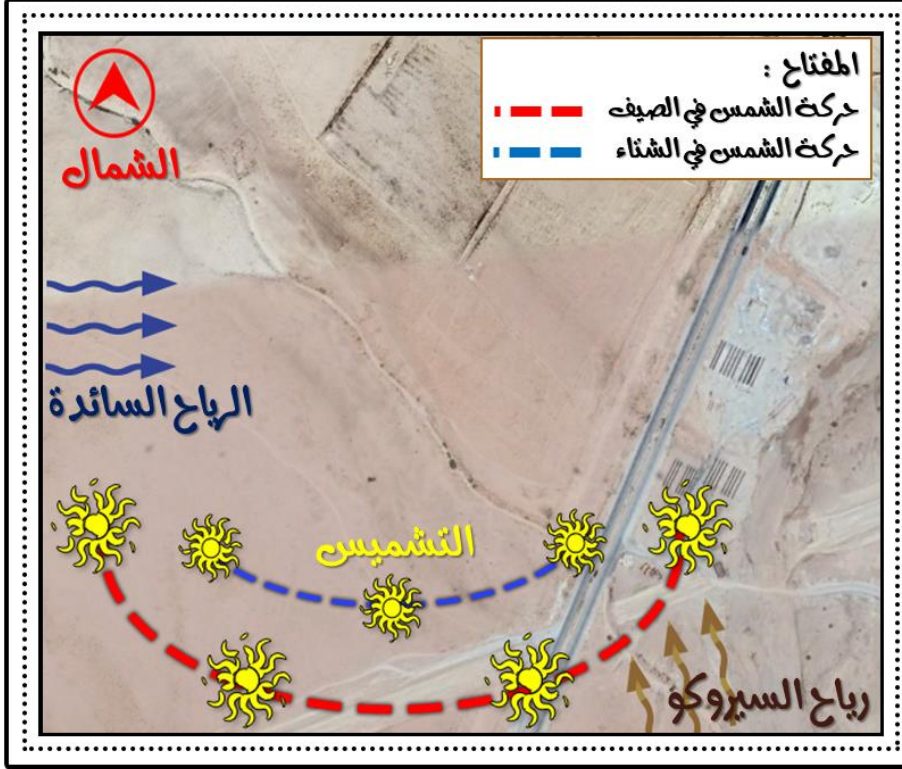 المفتاح :
حركة الشمس في الصيف
حركة الشمس في الشتاء
الشمال
الرياح السائدة
التشميس
رياح السيروكو